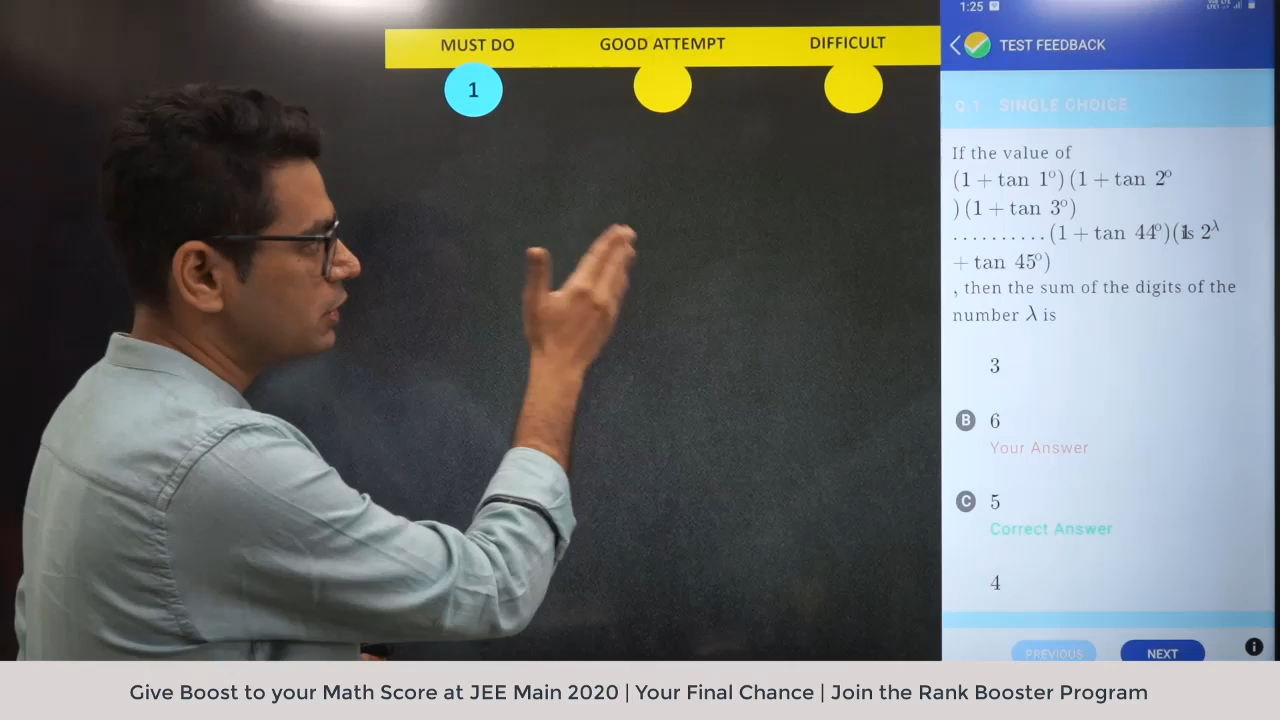 MUST DO
GOOD ATTEMPT
DIFFICULT
1
1:25
TEST FEEDBACK
Q.1 SINGLE CHOICE
If the value of
(1 + tan 1°) (1 + tan 2°
) (1 + tan 3°)
..........(1 + tan 44°)(1is 2^λ
+ tan 45°)
, then the sum of the digits of the
number λ is
3
B 6
Your Answer
C 5
Correct Answer
4
PREVIOUS
NEXT
Give Boost to your Math Score at JEE Main 2020 | Your Final Chance | Join the Rank Booster Program